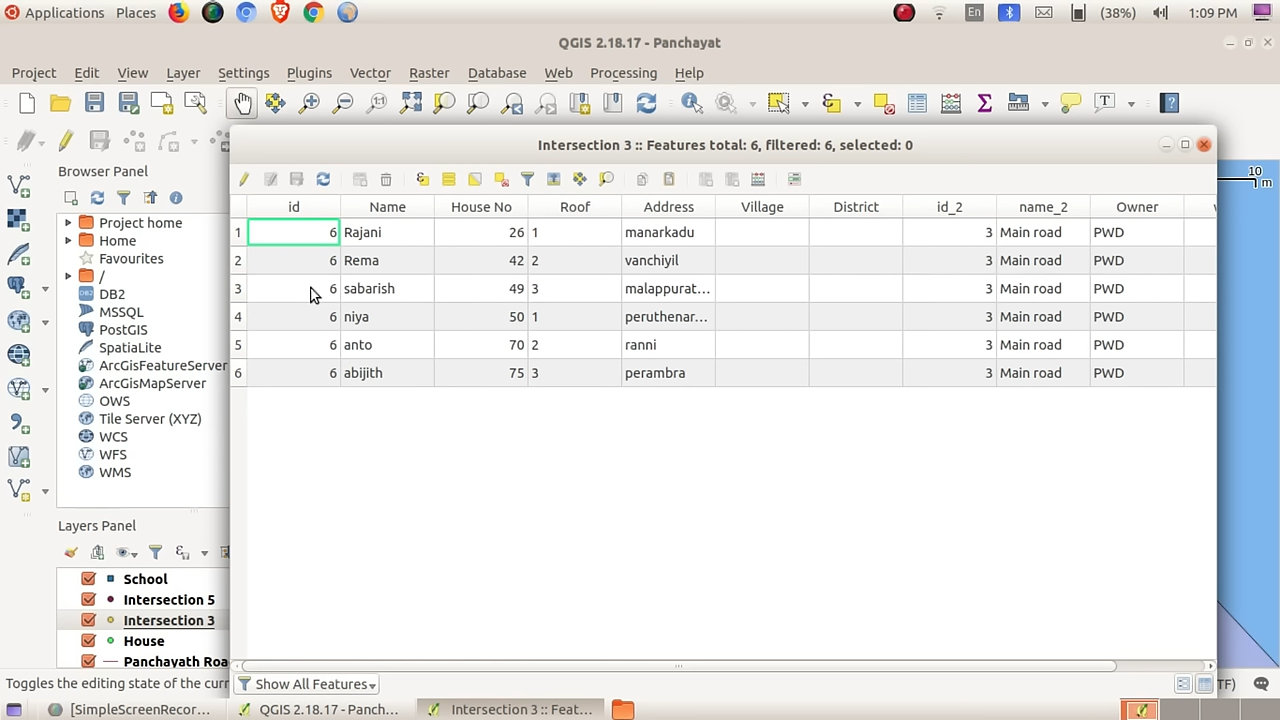 Applications Places En (38%) 1:09 PM
QGIS 2.18.17 - Panchayat
Project Edit View Layer Settings Plugins Vector Raster Database Web Processing Help
Browser Panel
Project home
Home
Favourites
/
DB2
MSSQL
PostGIS
SpatiaLite
ArcGisFeatureServer
ArcGisMapServer
OWS
Tile Server (XYZ)
WCS
WFS
WMS
Layers Panel
School
Intersection 5
Intersection 3
House
Panchayath Roa
Intersection 3 :: Features total: 6, filtered: 6, selected: 0
id Name House No Roof Address Village District id_2 name_2 Owner
1 6 Rajani 26 1 manarkadu 3 Main road PWD
2 6 Rema 42 2 vanchiyil 3 Main road PWD
3 6 sabarish 49 3 malappurat... 3 Main road PWD
4 6 niya 50 1 peruthenar... 3 Main road PWD
5 6 anto 70 2 ranni 3 Main road PWD
6 6 abijith 75 3 perambra 3 Main road PWD
10
1 m
Show All Features
Toggles the editing state of the curr
TF)
[SimpleScreenRecor... QGIS 2.18.17 - Panch... Intersection 3 :: Feat...